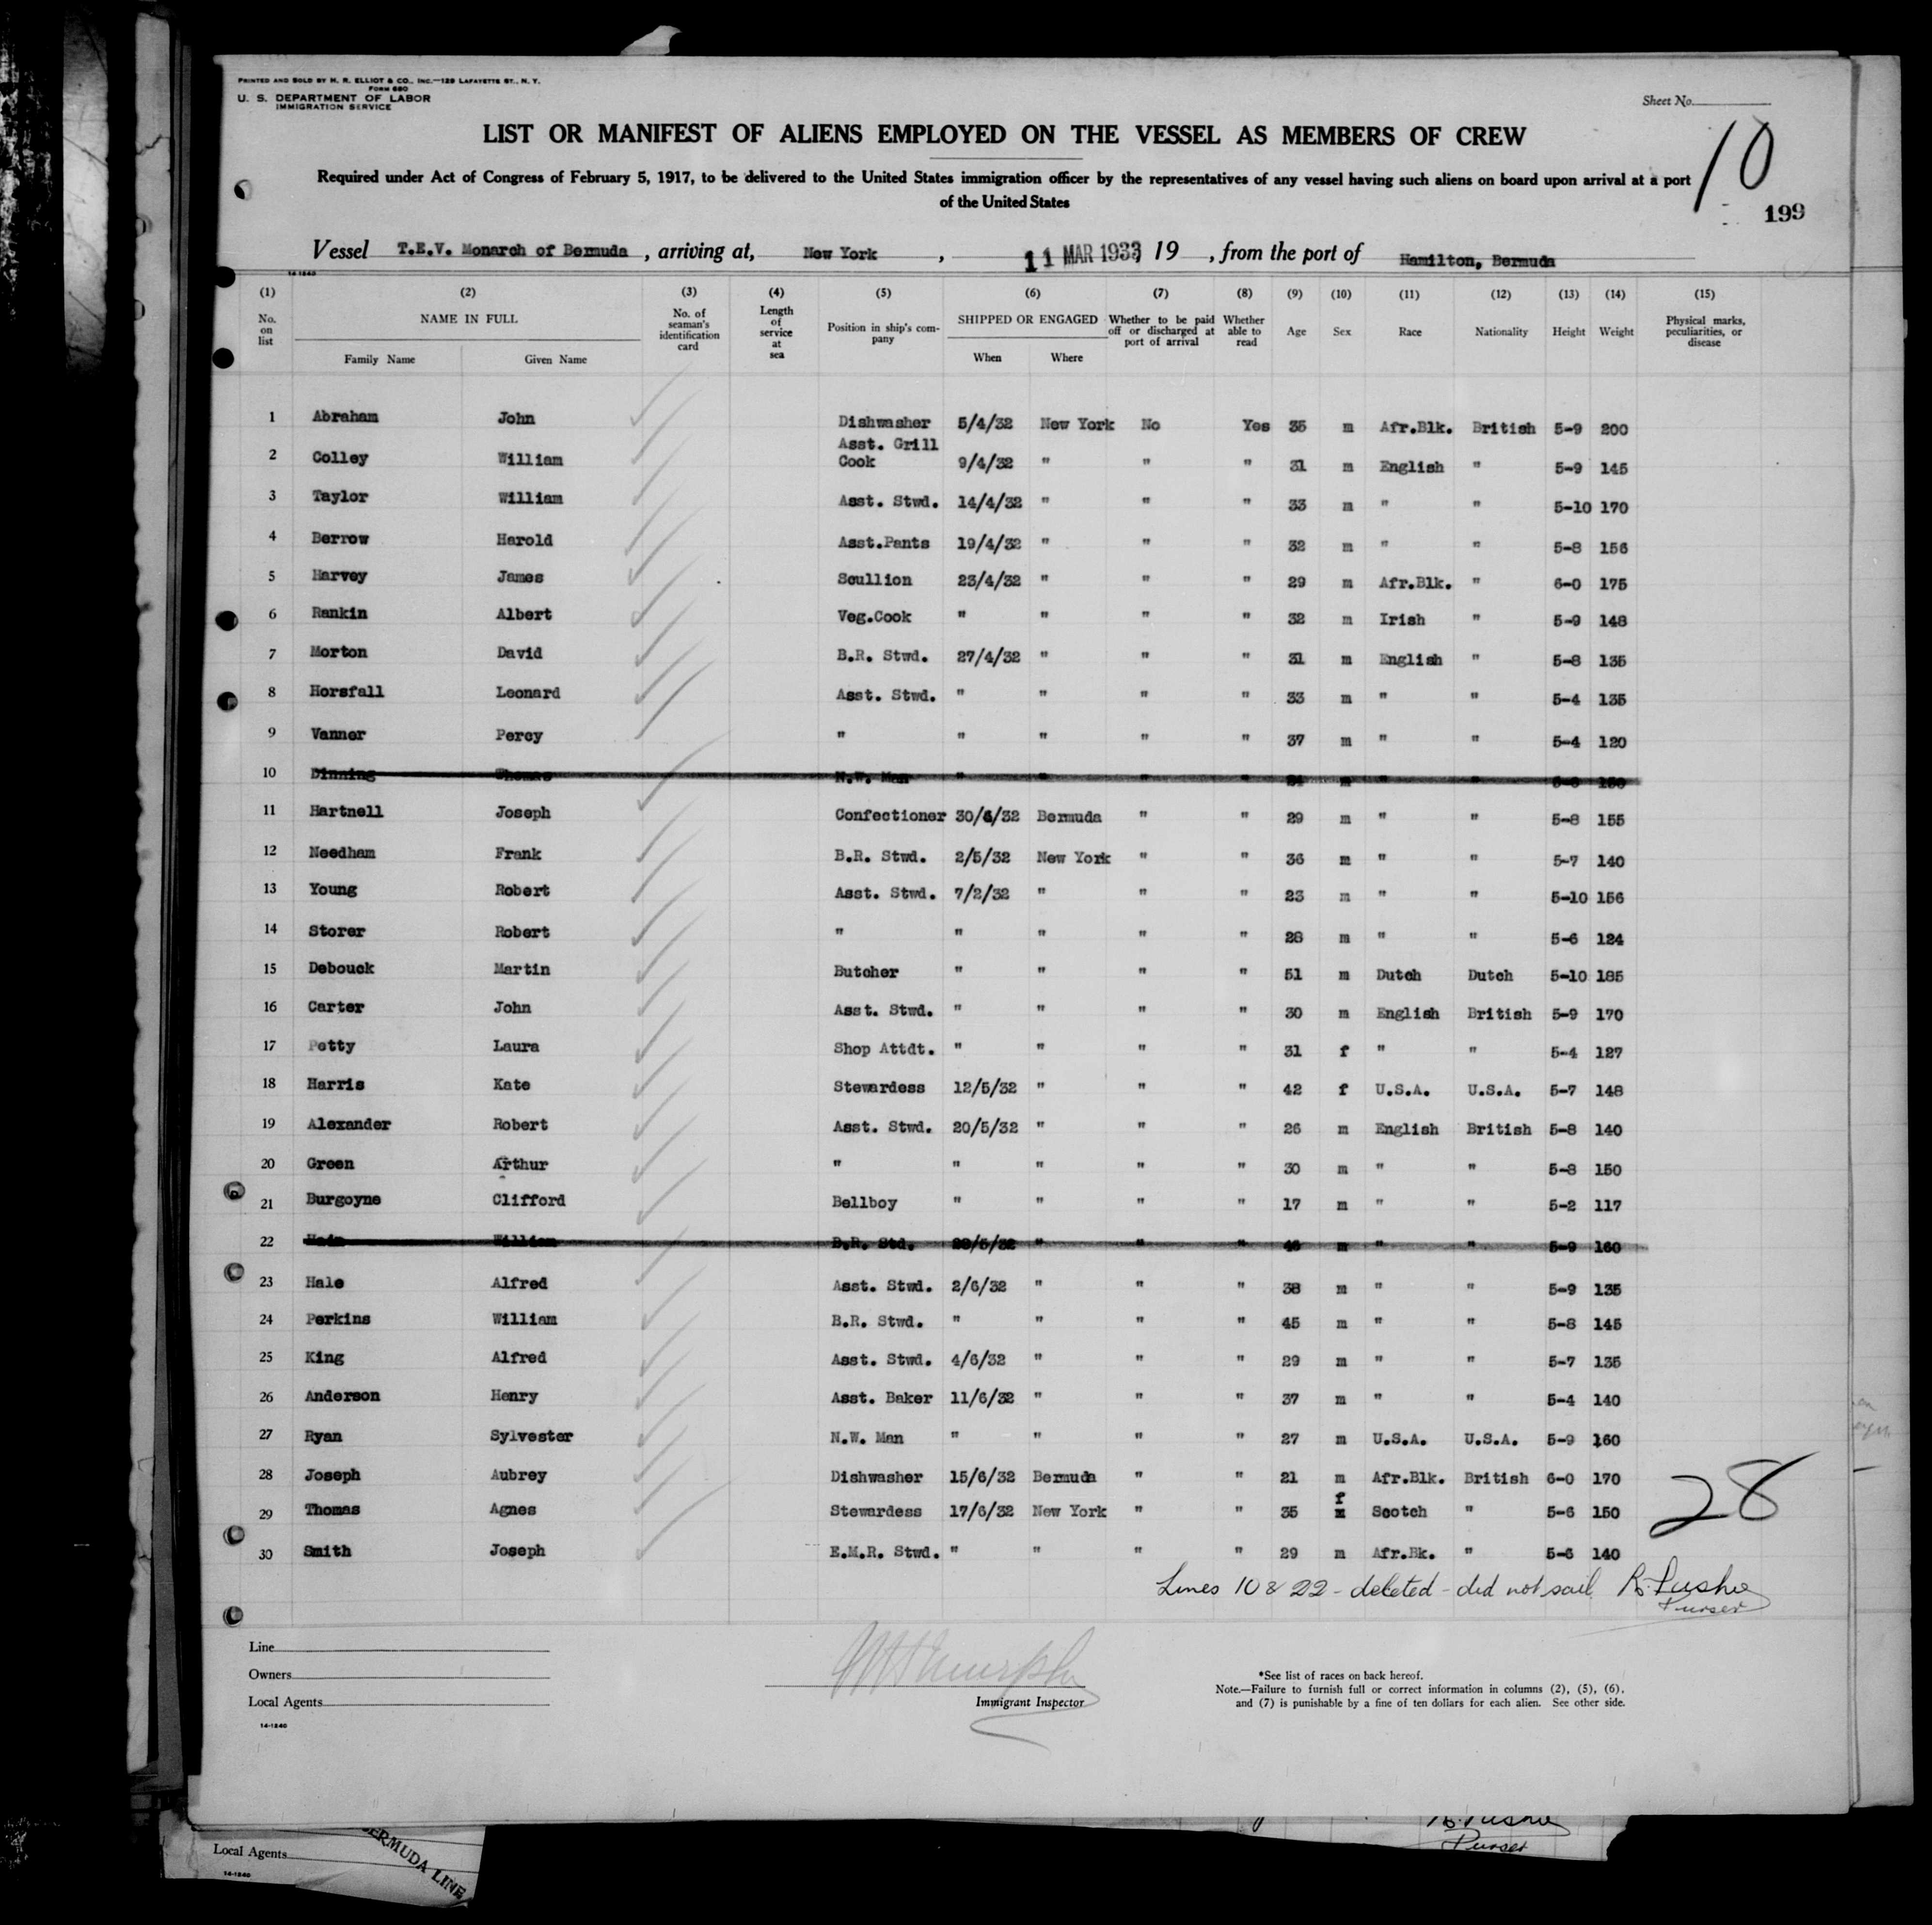 PRINTED AND SOLD BY H. R. ELLIOT & CO., INC.—129 LAFAYETTE ST., N. Y.
FORM 680
U. S. DEPARTMENT OF LABOR
IMMIGRATION SERVICE
Sheet No.
LIST OR MANIFEST OF ALIENS EMPLOYED ON THE VESSEL AS MEMBERS OF CREW
10
Required under Act of Congress of February 5, 1917, to be delivered to the United States immigration officer by the representatives of any vessel having such aliens on board upon arrival at a port
of the United States
199
Vessel T.E.V. Monarch of Bermuda , arriving at, New York , 11 MAR 1933 19 , from the port of Hamilton, Bermuda
14-1240
(1) (2) (3) (4) (5) (6) (7) (8) (9) (10) (11) (12) (13) (14) (15)
No. on list NAME IN FULL Family Name Given Name No. of seaman's identification card Length of service at sea Position in ship's company SHIPPED OR ENGAGED When Where Whether to be paid off or discharged at port of arrival Whether able to read Age Sex Race Nationality Height Weight Physical marks, peculiarities, or disease
1 Abraham John Dishwasher 5/4/32 New York No Yes 35 m Afr.Blk. British 5-9 200
2 Colley William Asst. Grill Cook 9/4/32 " " " 31 m English " 5-9 145
3 Taylor William Asst. Stwd. 14/4/32 " " " 33 m " " 5-10 170
4 Berrow Harold Asst.Pants 19/4/32 " " " 32 m " " 5-8 156
5 Harvey James Scullion 23/4/32 " " " 29 m Afr.Blk. " 6-0 175
6 Rankin Albert Veg.Cook " " " " 32 m Irish " 5-9 148
7 Morton David B.R. Stwd. 27/4/32 " " " 31 m English " 5-8 135
8 Horsfall Leonard Asst. Stwd. " " " " 33 m " " 5-4 135
9 Vanner Percy " " " " " 37 m " " 5-4 120
10 Dinning Thomas N.W. Man " " " " m " "
11 Hartnell Joseph Confectioner 30/4/32 Bermuda " " 29 m " " 5-8 155
12 Needham Frank B.R. Stwd. 2/5/32 New York " " 36 m " " 5-7 140
13 Young Robert Asst. Stwd. 7/2/32 " " " 23 m " " 5-10 156
14 Storer Robert " " " " " 28 m " " 5-6 124
15 Debouck Martin Butcher " " " " 51 m Dutch Dutch 5-10 185
16 Carter John Asst. Stwd. " " " " 30 m English British 5-9 170
17 Petty Laura Shop Attdt. " " " " 31 f " " 5-4 127
18 Harris Kate Stewardess 12/5/32 " " " 42 f U.S.A. U.S.A. 5-7 148
19 Alexander Robert Asst. Stwd. 20/5/32 " " " 26 m English British 5-8 140
20 Green Arthur " " " " " 30 m " " 5-8 150
21 Burgoyne Clifford Bellboy " " " " 17 m " " 5-2 117
22 William B.R. Std. " " " m " " 5-9 160
23 Hale Alfred Asst. Stwd. 2/6/32 " " " 38 m " " 5-9 135
24 Perkins William B.R. Stwd. " " " " 45 m " " 5-8 145
25 King Alfred Asst. Stwd. 4/6/32 " " " 29 m " " 5-7 135
26 Anderson Henry Asst. Baker 11/6/32 " " " 37 m " " 5-4 140
27 Ryan Sylvester N.W. Man " " " " 27 m U.S.A. U.S.A. 5-9 160
28 Joseph Aubrey Dishwasher 15/6/32 Bermuda " " 21 m Afr.Blk. British 6-0 170
29 Thomas Agnes Stewardess 17/6/32 New York " " 35 f Scotch " 5-6 150
28
30 Smith Joseph E.M.R. Stwd. " " " " 29 m Afr.Bk. " 5-6 140
Lines 10 & 22 - deleted - did not sail
Purser
Line
Owners
Local Agents
14-1240
Immigrant Inspector
*See list of races on back hereof.
Note.—Failure to furnish full or correct information in columns (2), (5), (6),
and (7) is punishable by a fine of ten dollars for each alien. See other side.
Purser
Local Agents
14-1240
BERMUDA LINE